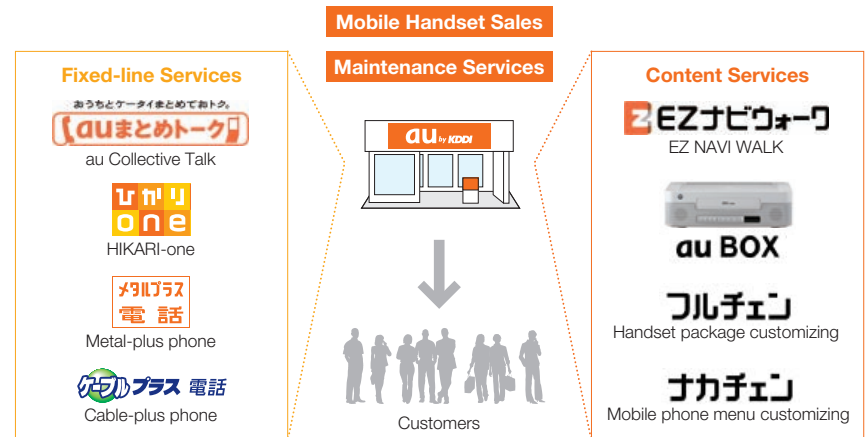 Mobile Handset Sales
Maintenance Services
Fixed-line Services
おうちとケータイまとめておトク。
auまとめトーク
au Collective Talk
ひかり
one
HIKARI-one
メタルプラス
電話
Metal-plus phone
ケーブルプラス 電話
Cable-plus phone
au by KDDI
Customers
Content Services
EZナビウォーク
EZ NAVI WALK
au BOX
フルチェン
Handset package customizing
ナカチェン
Mobile phone menu customizing